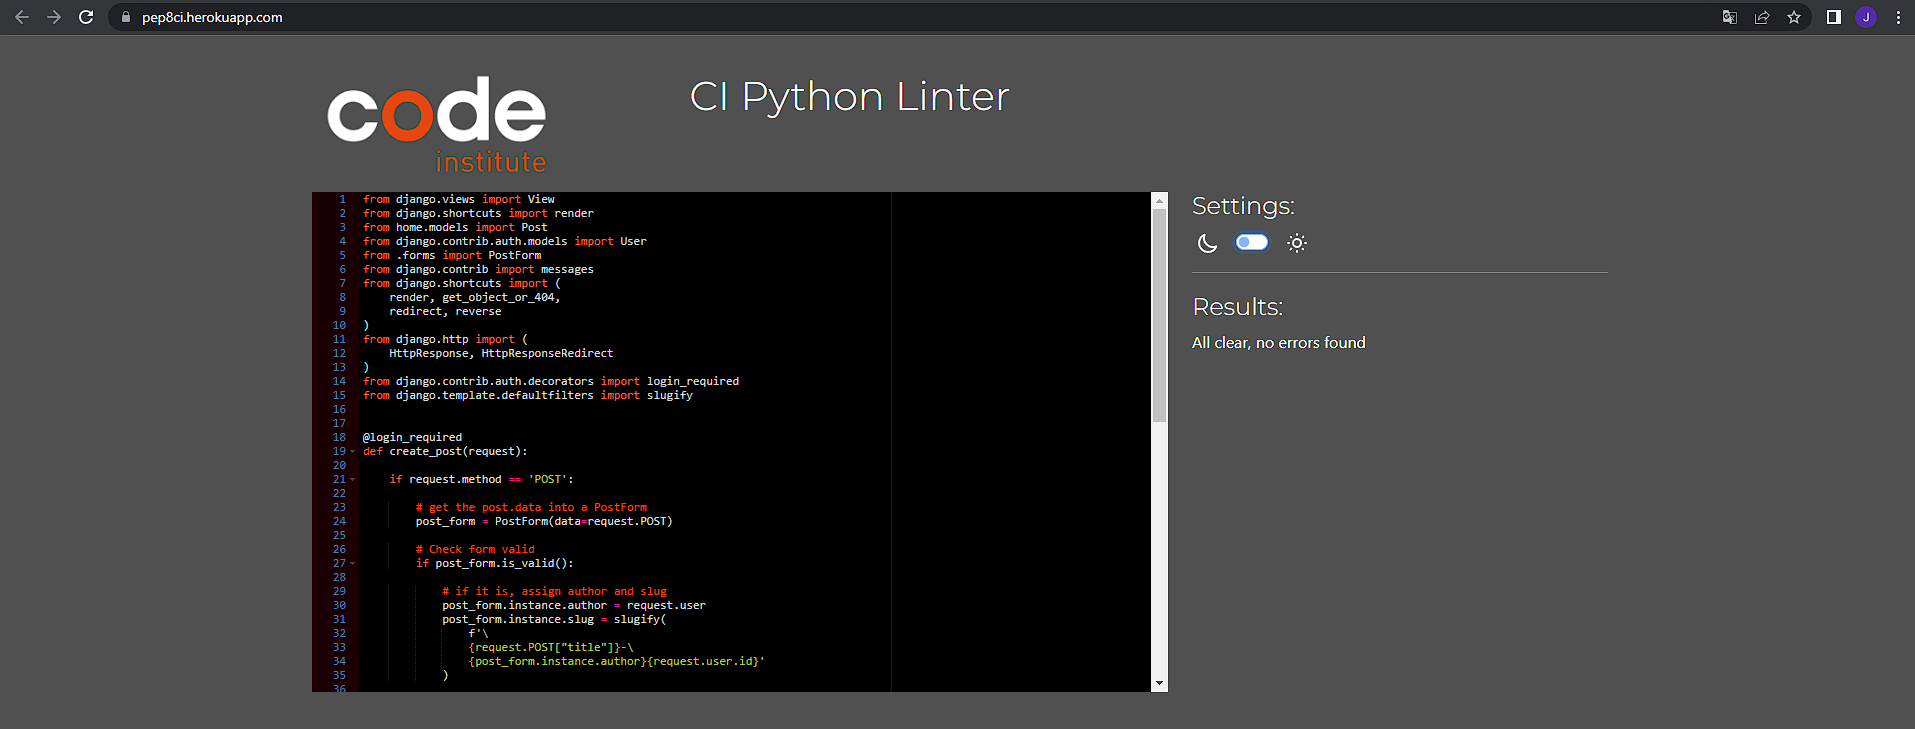 pep8ci.herokuapp.com
J
code
institute
CI Python Linter
1 from django.views import View
2 from django.shortcuts import render
3 from home.models import Post
4 from django.contrib.auth.models import User
5 from .forms import PostForm
6 from django.contrib import messages
7 from django.shortcuts import (
8     render, get_object_or_404,
9     redirect, reverse
10 )
11 from django.http import (
12     HttpResponse, HttpResponseRedirect
13 )
14 from django.contrib.auth.decorators import login_required
15 from django.template.defaultfilters import slugify
16
17
18 @login_required
19 def create_post(request):
20
21     if request.method == 'POST':
22
23         # get the post.data into a PostForm
24         post_form = PostForm(data=request.POST)
25
26         # Check form valid
27         if post_form.is_valid():
28
29             # if it is, assign author and slug
30             post_form.instance.author = request.user
31             post_form.instance.slug = slugify(
32                 f'\
33                 {request.POST["title"]}-\
34                 {post_form.instance.author}{request.user.id}'
35             )
36
Settings:
Results:
All clear, no errors found